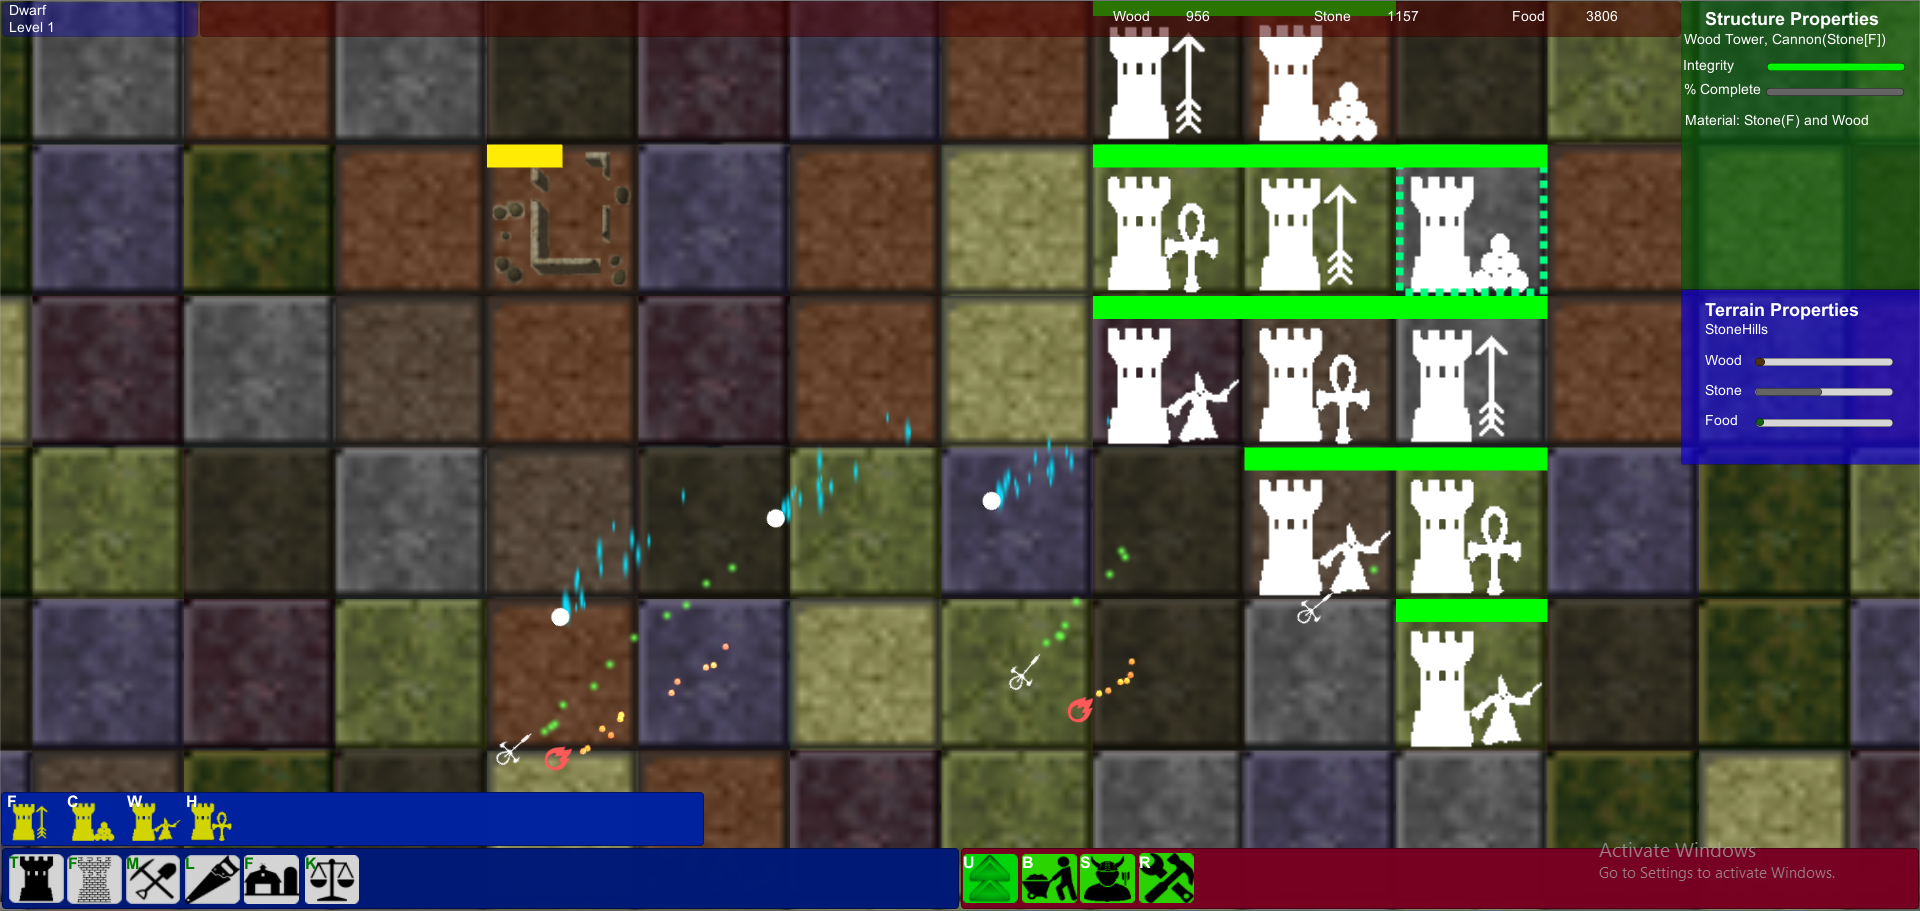 Dwarf
Level 1
Wood 956 Stone 1157 Food 3806
Structure Properties
Wood Tower, Cannon(Stone[F])
Integrity
% Complete
Material: Stone(F) and Wood
Terrain Properties
StoneHills
Wood
Stone
Food
F C W H
T F M L F K
U B S R
Activate Windows
Go to Settings to activate Windows.